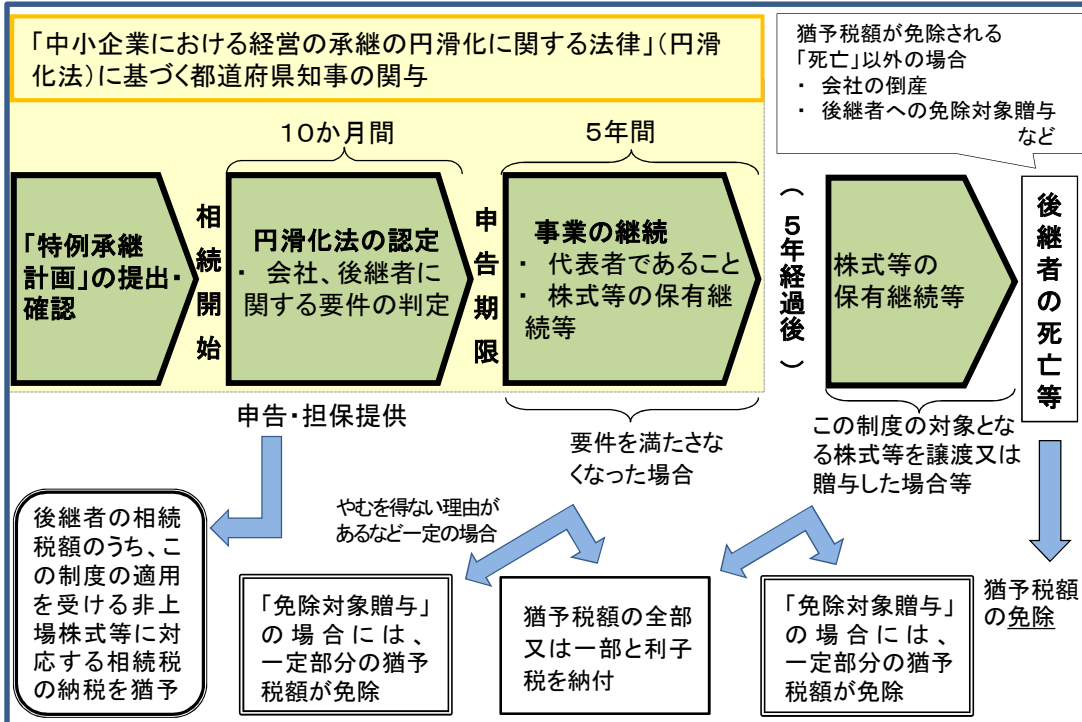 「中小企業における経営の承継の円滑化に関する法律」(円滑
化法)に基づく都道府県知事の関与
猶予税額が免除される
「死亡」以外の場合
・ 会社の倒産
・ 後継者への免除対象贈与
など
10か月間
5年間
「特例承継
計画」の提出・
確認
相続開始
円滑化法の認定
・ 会社、後継者に
関する要件の判定
申告期限
事業の継続
・ 代表者であること
・ 株式等の保有継
続等
(5年経過後)
株式等の
保有継続等
後継者の死亡等
申告・担保提供
要件を満たさな
くなった場合
この制度の対象とな
る株式等を譲渡又は
贈与した場合等
やむを得ない理由が
あるなど一定の場合
後継者の相続
税額のうち、こ
の制度の適用
を受ける非上
場株式等に対
応する相続税
の納税を猶予
「免除対象贈与」
の場合には、
一定部分の猶予
税額が免除
猶予税額の全部
又は一部と利子
税を納付
「免除対象贈与」
の場合には、
一定部分の猶予
税額が免除
猶予税額
の免除